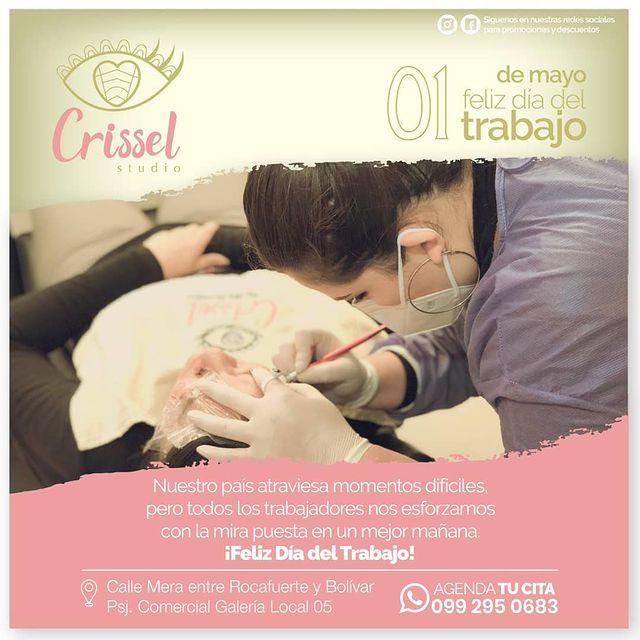 Síguenos en nuestras redes sociales
para promociones y descuentos
Crissel
studio
01
de mayo
feliz día del
trabajo
Crissel
Nuestro país atraviesa momentos dificiles,
pero todos los trabajadores nos esforzamos
con la mira puesta en un mejor mañana.
¡Feliz Día del Trabajo!
Calle Mera entre Rocafuerte y Bolívar
Psj. Comercial Galería Local 05
AGENDA TU CITA
099 295 0683